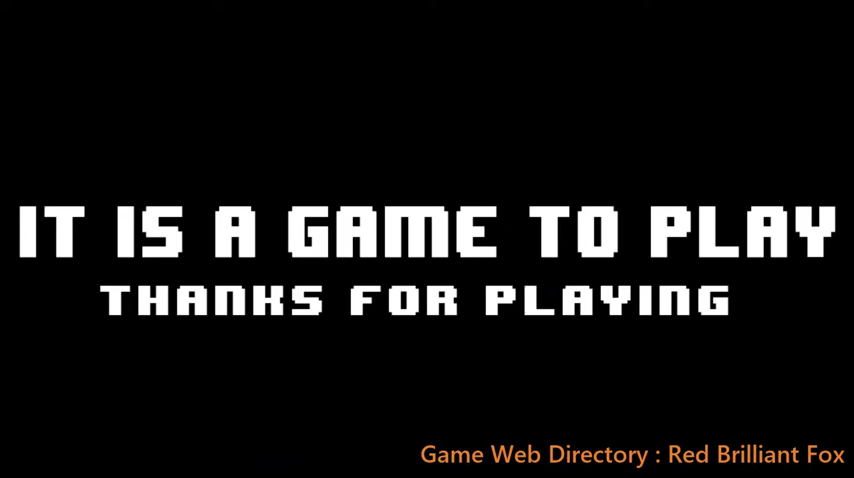 IT IS A GAME TO PLAY
THANKS FOR PLAYING
Game Web Directory : Red Brilliant Fox